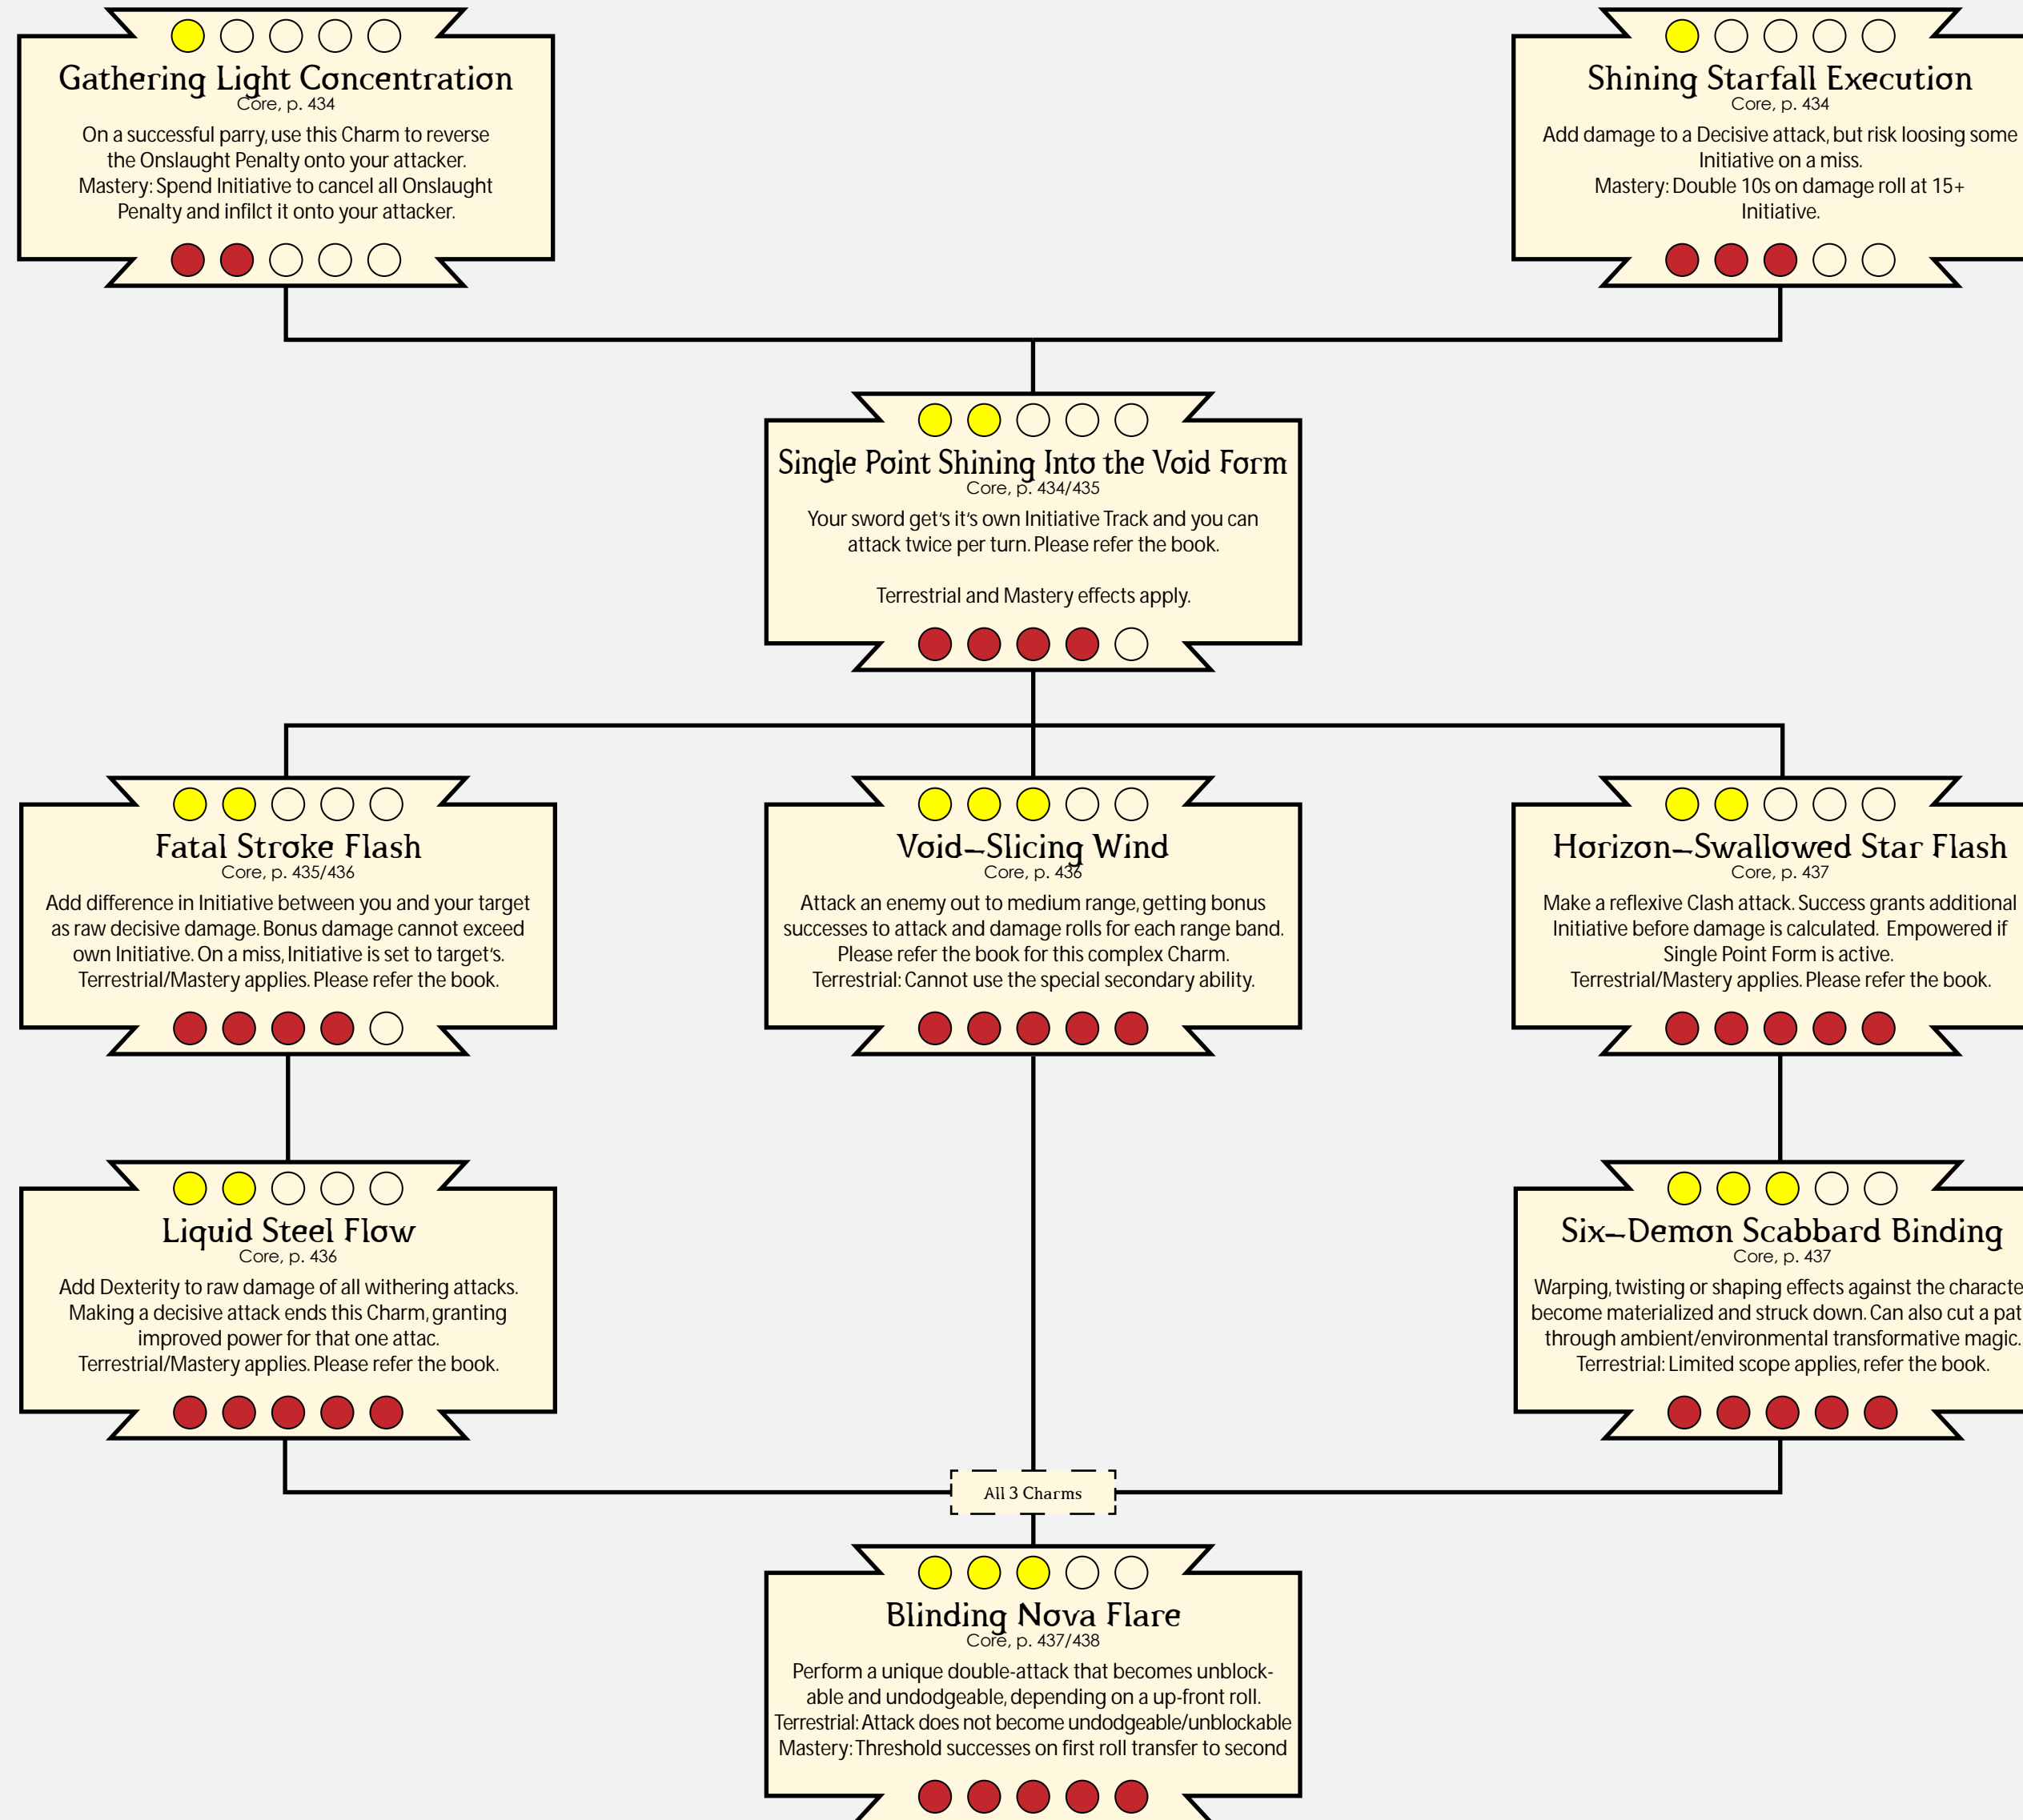 Gathering Light Concentration
Core, p. 434
On a successful parry, use this Charm to reverse
the Onslaught Penalty onto your attacker.
Mastery: Spend Initiative to cancel all Onslaught
Penalty and infilct it onto your attacker.
Shining Starfall Execution
Core, p. 434
Add damage to a Decisive attack, but risk loosing some
Initiative on a miss.
Mastery: Double 10s on damage roll at 15+
Initiative.
Single Point Shining Into the Void Form
Core, p. 434/435
Your sword get's it's own Initiative Track and you can
attack twice per turn. Please refer the book.
Terrestrial and Mastery effects apply.
Fatal Stroke Flash
Core, p. 435/436
Add difference in Initiative between you and your target
as raw decisive damage. Bonus damage cannot exceed
own Initiative. On a miss, Initiative is set to target's.
Terrestrial/Mastery applies. Please refer the book.
Void-Slicing Wind
Core, p. 436
Attack an enemy out to medium range, getting bonus
successes to attack and damage rolls for each range band.
Please refer the book for this complex Charm.
Terrestrial: Cannot use the special secondary ability.
Horizon-Swallowed Star Flash
Core, p. 437
Make a reflexive Clash attack. Success grants additional
Initiative before damage is calculated. Empowered if
Single Point Form is active.
Terrestrial/Mastery applies. Please refer the book.
Liquid Steel Flow
Core, p. 436
Add Dexterity to raw damage of all withering attacks.
Making a decisive attack ends this Charm, granting
improved power for that one attac.
Terrestrial/Mastery applies. Please refer the book.
Six-Demon Scabbard Binding
Core, p. 437
Warping, twisting or shaping effects against the characte
become materialized and struck down. Can also cut a pat
through ambient/environmental transformative magic.
Terrestrial: Limited scope applies, refer the book.
All 3 Charms
Blinding Nova Flare
Core, p. 437/438
Perform a unique double-attack that becomes unblock-
able and undodgeable, depending on a up-front roll.
Terrestrial: Attack does not become undodgeable/unblockable
Mastery: Threshold successes on first roll transfer to second